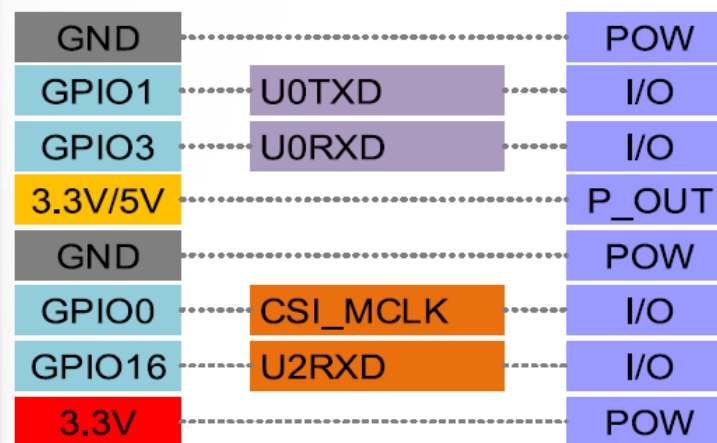 GND POW
GPIO1 U0TXD I/O
GPIO3 U0RXD I/O
3.3V/5V P_OUT
GND POW
GPIO0 CSI_MCLK I/O
GPIO16 U2RXD I/O
3.3V POW